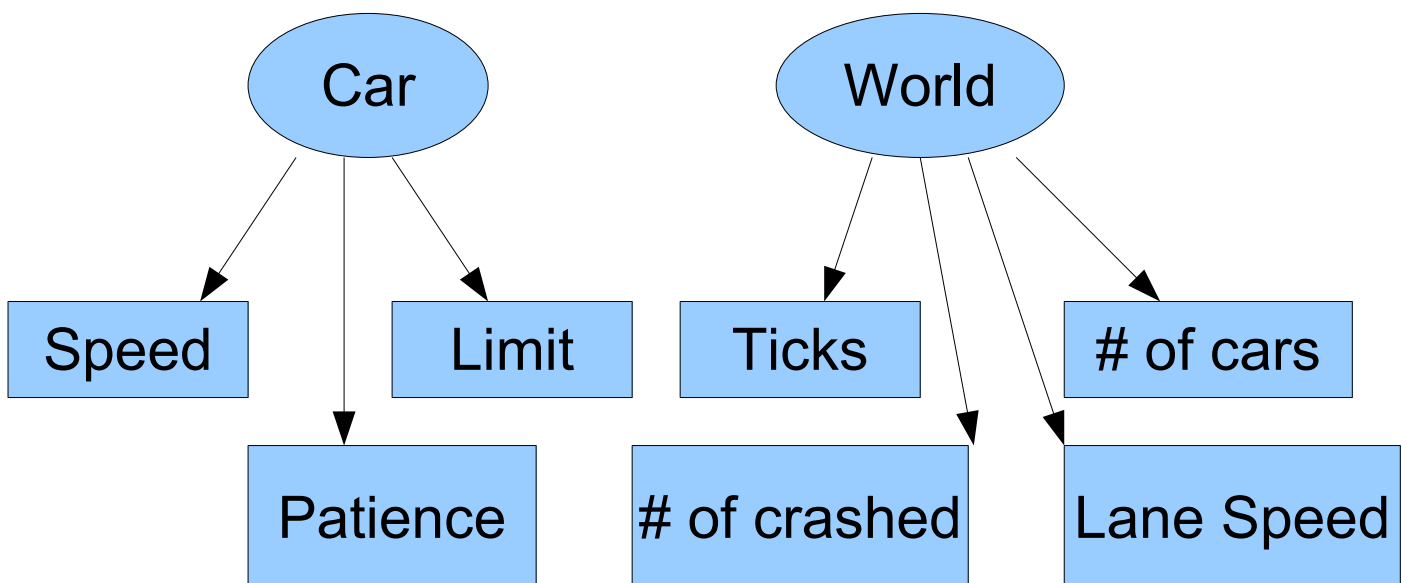 Car
World
Speed
Limit
Ticks
# of cars
Patience
# of crashed
Lane Speed